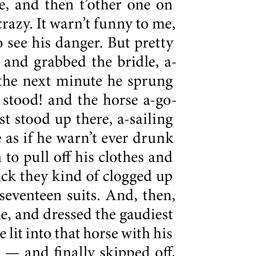 e, and then t'other one on
crazy. It warn't funny to me,
o see his danger. But pretty
and grabbed the bridle, a-
the next minute he sprung
stood! and the horse a-go-
st stood up there, a-sailing
e as if he warn't ever drunk
to pull off his clothes and
ck they kind of clogged up
seventeen suits. And, then,
e, and dressed the gaudiest
e lit into that horse with his
— and finally skipped off,